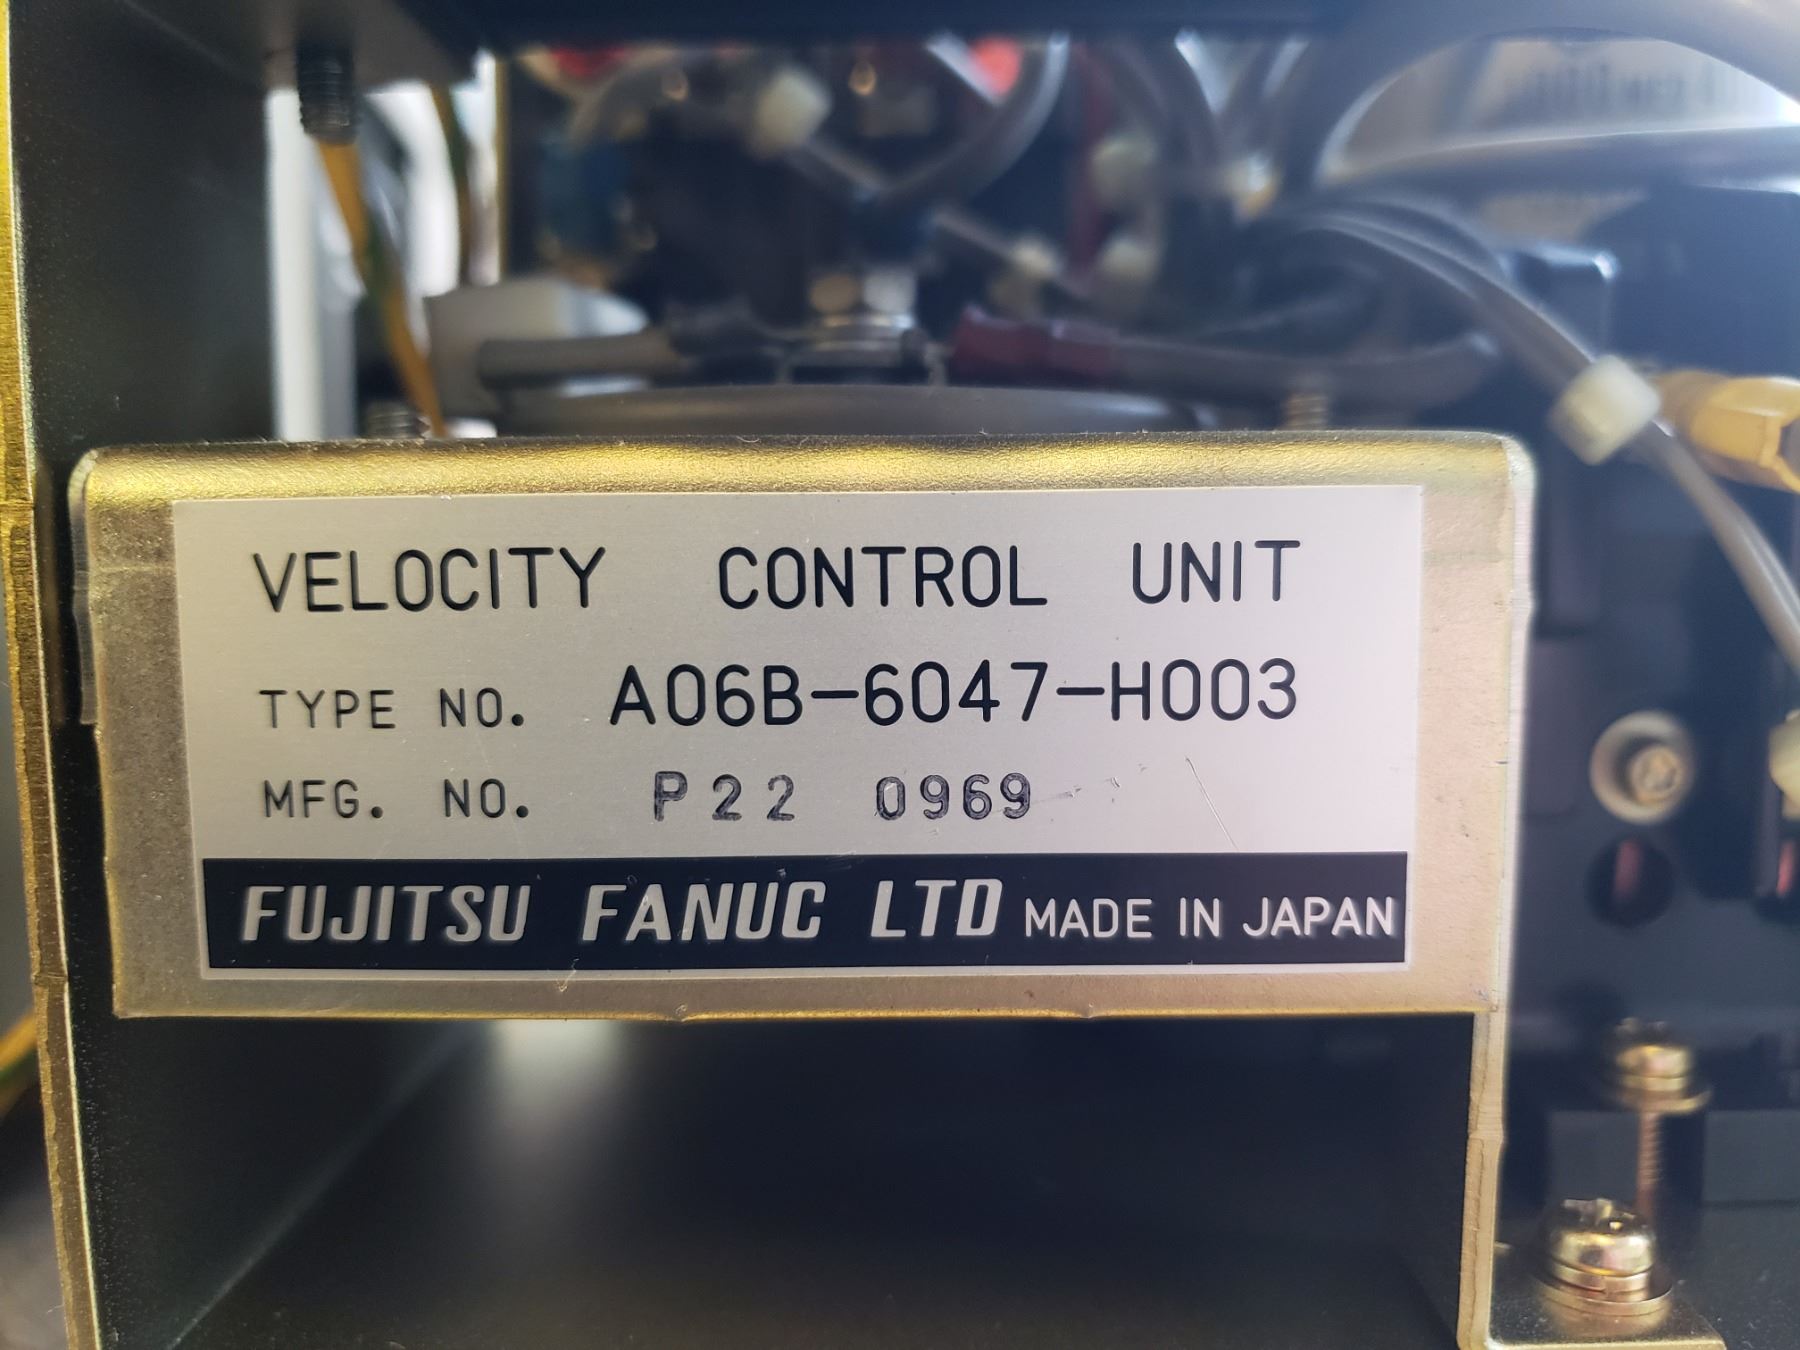 VELOCITY CONTROL UNIT
TYPE NO. A06B-6047-H003
MFG. NO. P22 0969
FUJITSU FANUC LTD MADE IN JAPAN